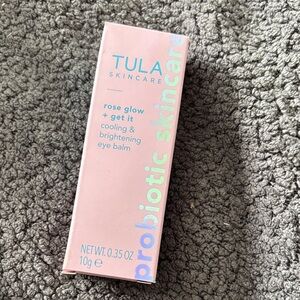 TULA
SKINCARE
rose glow
+ get it
cooling &
brightening
eye balm
NET WT. 0.35 OZ
10g ℮
probiotic skincare